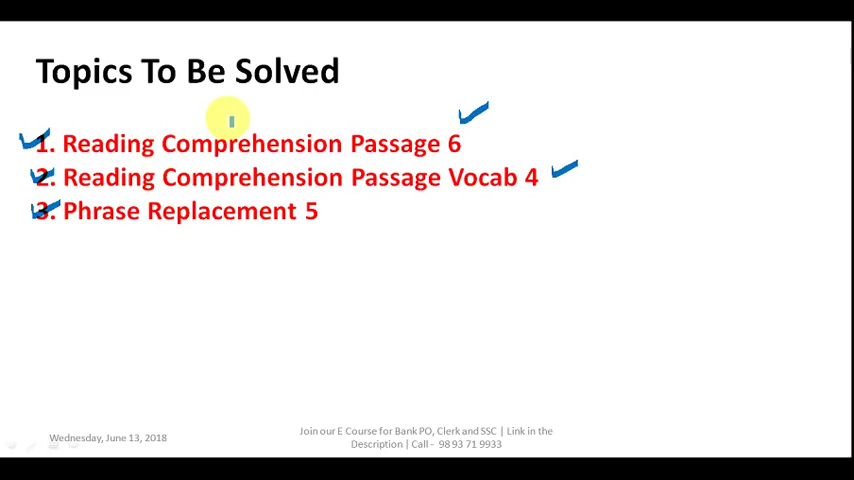 Topics To Be Solved
1. Reading Comprehension Passage 6
2. Reading Comprehension Passage Vocab 4
3. Phrase Replacement 5
Wednesday, June 13, 2018
Join our E Course for Bank PO, Clerk and SSC | Link in the
Description | Call - 98 93 71 9933